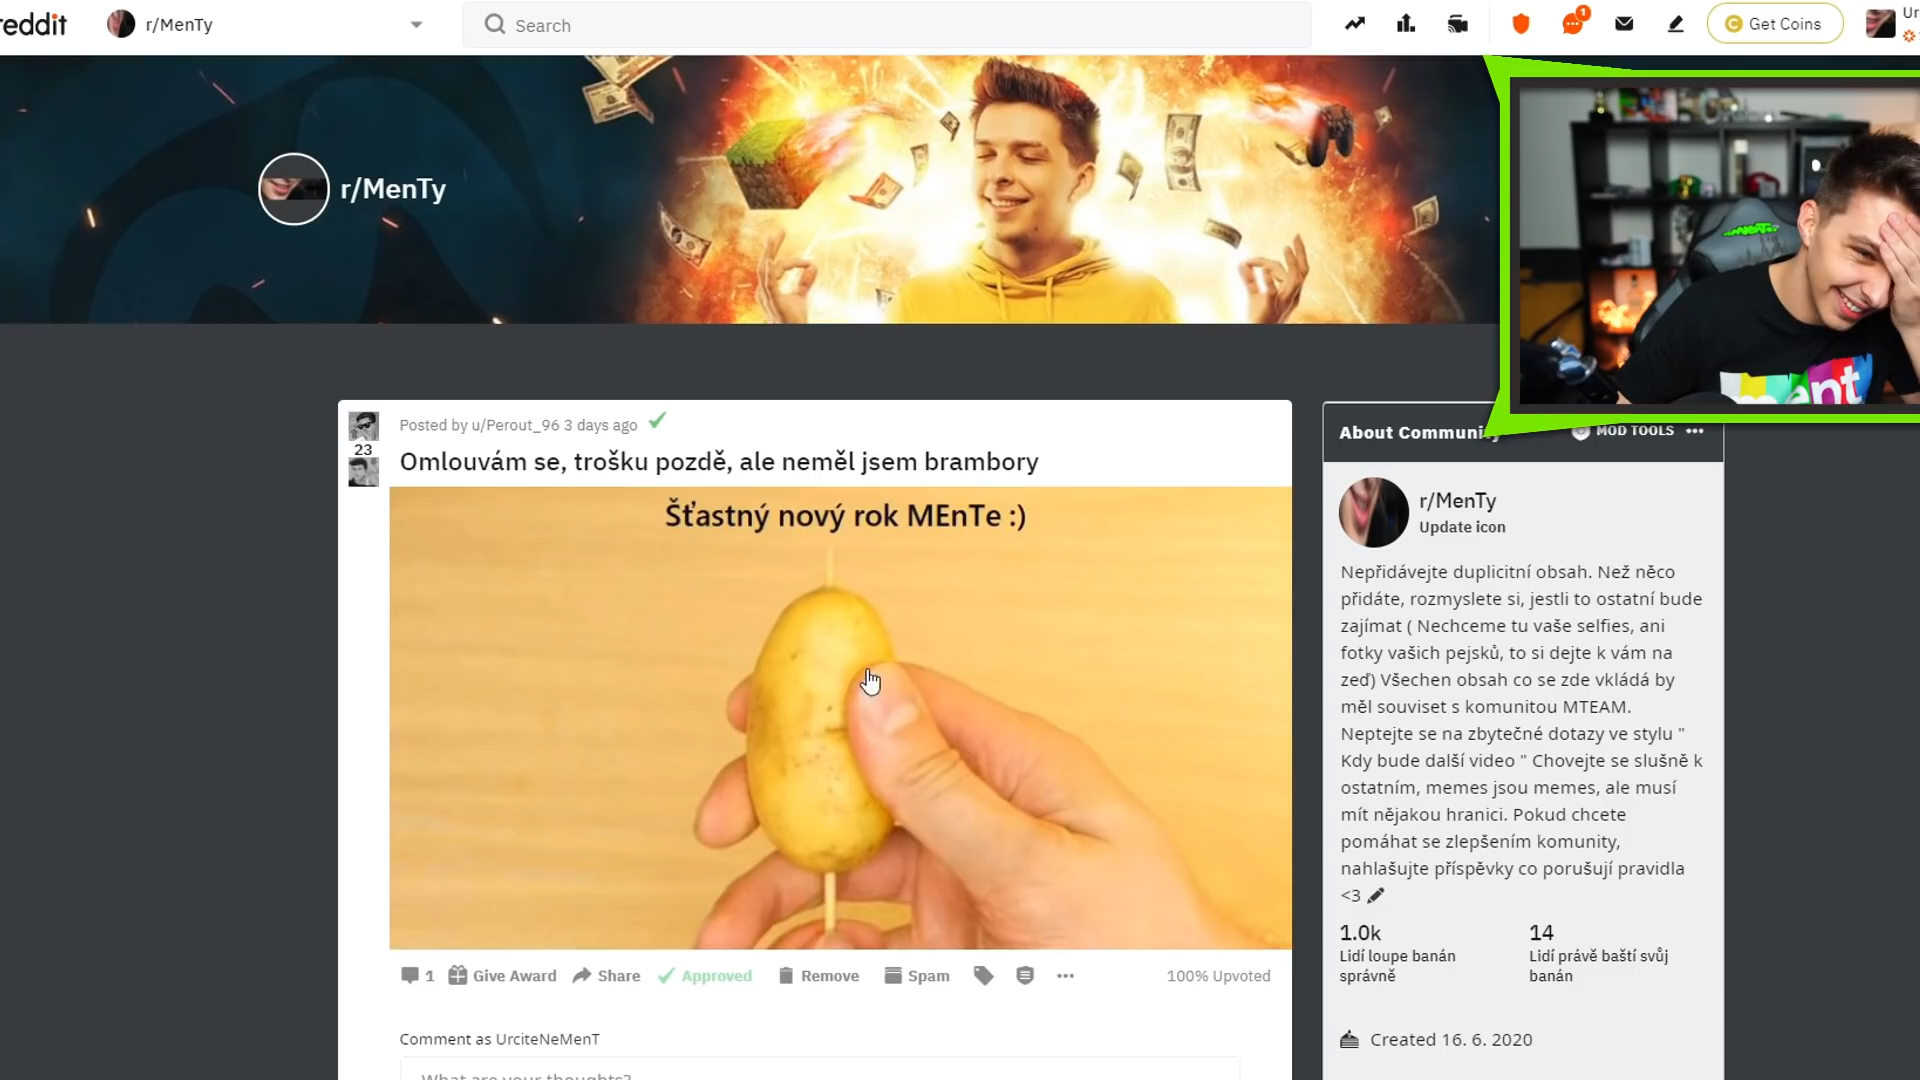 reddit
r/MenTy
Search
1
Get Coins
r/MenTy
Posted by u/Perout_96 3 days ago
23
Omlouvám se, trošku pozdě, ale neměl jsem brambory
Šťastný nový rok MEnTe :)
1
Give Award
Share
Approved
Remove
Spam
100% Upvoted
Comment as UrciteNeMenT
What are your thoughts?
About Community
MOD TOOLS
r/MenTy
Update icon
Nepřidávejte duplicitní obsah. Než něco
přidáte, rozmyslete si, jestli to ostatní bude
zajímat ( Nechceme tu vaše selfies, ani
fotky vašich pejsků, to si dejte k vám na
zeď) Všechen obsah co se zde vkládá by
měl souviset s komunitou MTEAM.
Neptejte se na zbytečné dotazy ve stylu "
Kdy bude další video " Chovejte se slušně k
ostatním, memes jsou memes, ale musí
mít nějakou hranici. Pokud chcete
pomáhat se zlepšením komunity,
nahlašujte příspěvky co porušují pravidla
<3
1.0k
Lidí loupe banán
správně
14
Lidí právě baští svůj
banán
Created 16. 6. 2020